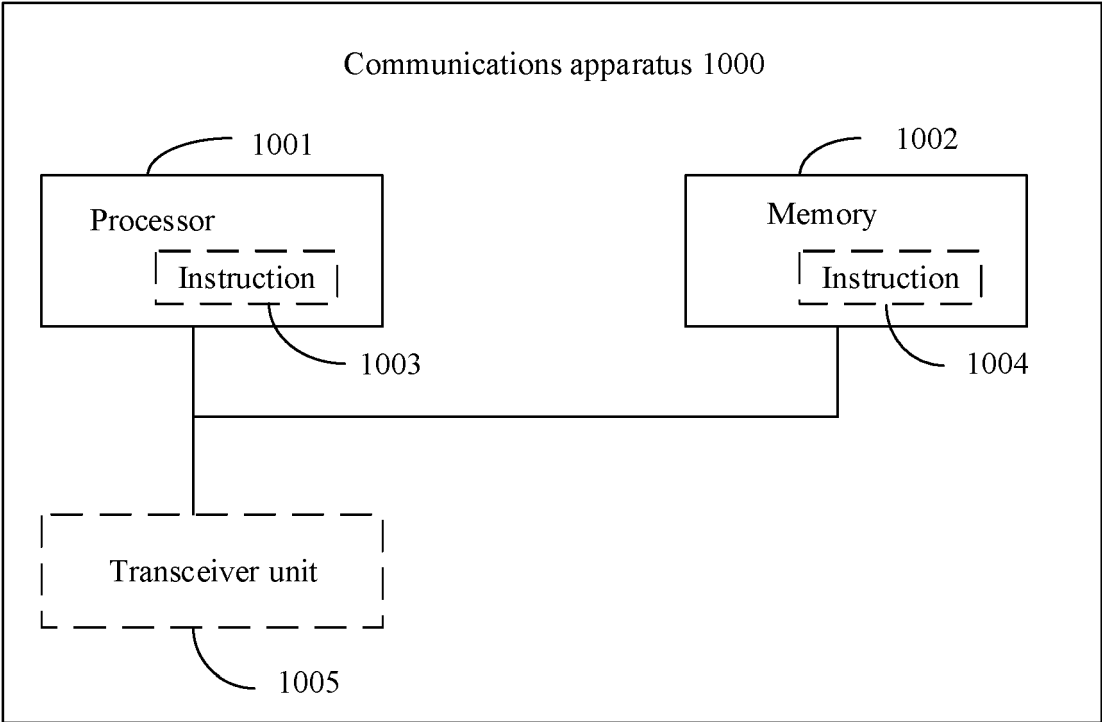 Communications apparatus 1000
1001
1002
Processor
Memory
Instruction
Instruction
1003
1004
Transceiver unit
1005